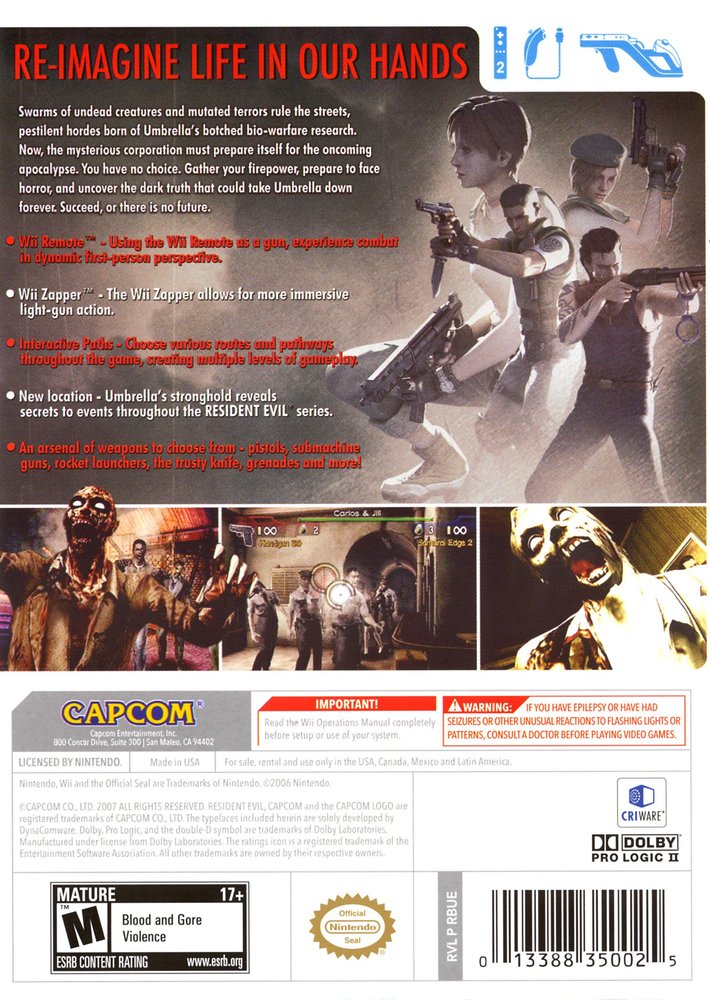 RE-IMAGINE LIFE IN OUR HANDS
2
Swarms of undead creatures and mutated terrors rule the streets,
pestilent hordes born of Umbrella's botched bio-warfare research.
Now, the mysterious corporation must prepare itself for the oncoming
apocalypse. You have no choice. Gather your firepower, prepare to face
horror, and uncover the dark truth that could take Umbrella down
forever. Succeed, or there is no future.
• Wii Remote™ - Using the Wii Remote as a gun, experience combat
in dynamic first-person perspective.
• Wii Zapper™ - The Wii Zapper allows for more immersive
light-gun action.
• Interactive Paths - Choose various routes and pathways
throughout the game, creating multiple levels of gameplay.
• New location - Umbrella's stronghold reveals
secrets to events throughout the RESIDENT EVIL™ series.
• An arsenal of weapons to choose from - pistols, submachine
guns, rocket launchers, the trusty knife, grenades and more!
Carlos & Jill
100 2 3 100
Handgun Samurai Edge 2
CAPCOM®
Capcom Entertainment, Inc.
800 Concar Drive, Suite 300 | San Mateo, CA 94402
IMPORTANT!
Read the Wii Operations Manual completely
before setup or use of your system.
WARNING: IF YOU HAVE EPILEPSY OR HAVE HAD
SEIZURES OR OTHER UNUSUAL REACTIONS TO FLASHING LIGHTS OR
PATTERNS, CONSULT A DOCTOR BEFORE PLAYING VIDEO GAMES.
LICENSED BY NINTENDO. Made in USA For sale, rental and use only in the USA, Canada, Mexico and Latin America.
Nintendo, Wii and the Official Seal are Trademarks of Nintendo. ©2006 Nintendo.
©CAPCOM CO., LTD. 2007 ALL RIGHTS RESERVED. RESIDENT EVIL, CAPCOM and the CAPCOM LOGO are
registered trademarks of CAPCOM CO., LTD. The typefaces included herein are solely developed by
DynaComware. Dolby, Pro Logic, and the double-D symbol are trademarks of Dolby Laboratories.
Manufactured under license from Dolby Laboratories. The ratings icon is a registered trademark of the
Entertainment Software Association. All other trademarks are owned by their respective owners.
CRIWARE™
DOLBY
PRO LOGIC II
MATURE 17+
M™
Blood and Gore
Violence
ESRB CONTENT RATING www.esrb.org
Official
Nintendo
Seal
®
RVL P RBUE
0 13388 35002 5